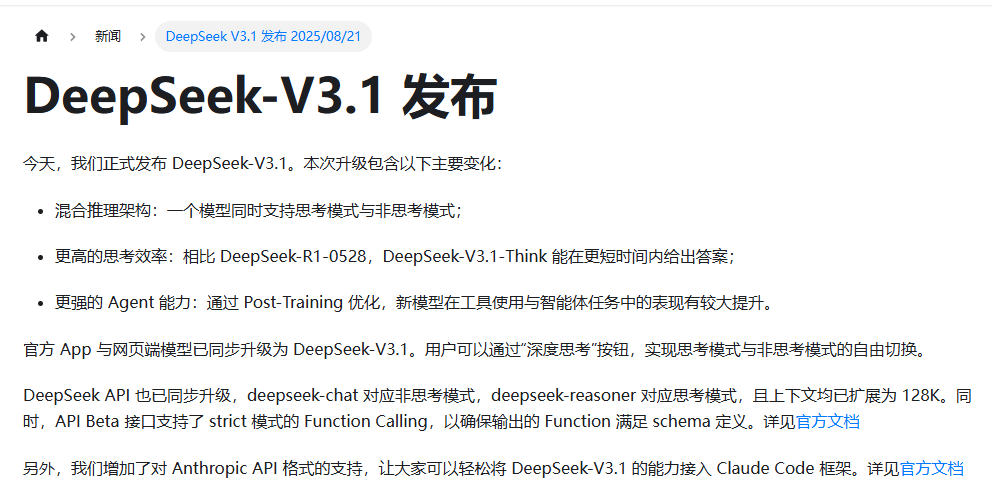 新闻 DeepSeek V3.1 发布 2025/08/21
DeepSeek-V3.1 发布
今天，我们正式发布 DeepSeek-V3.1。本次升级包含以下主要变化：
• 混合推理架构：一个模型同时支持思考模式与非思考模式；
• 更高的思考效率：相比 DeepSeek-R1-0528，DeepSeek-V3.1-Think 能在更短时间内给出答案；
• 更强的 Agent 能力：通过 Post-Training 优化，新模型在工具使用与智能体任务中的表现有较大提升。
官方 App 与网页端模型已同步升级为 DeepSeek-V3.1。用户可以通过“深度思考”按钮，实现思考模式与非思考模式的自由切换。
DeepSeek API 也已同步升级，deepseek-chat 对应非思考模式，deepseek-reasoner 对应思考模式，且上下文均已扩展为 128K。同
时，API Beta 接口支持了 strict 模式的 Function Calling，以确保输出的 Function 满足 schema 定义。详见官方文档
另外，我们增加了对 Anthropic API 格式的支持，让大家可以轻松将 DeepSeek-V3.1 的能力接入 Claude Code 框架。详见官方文档